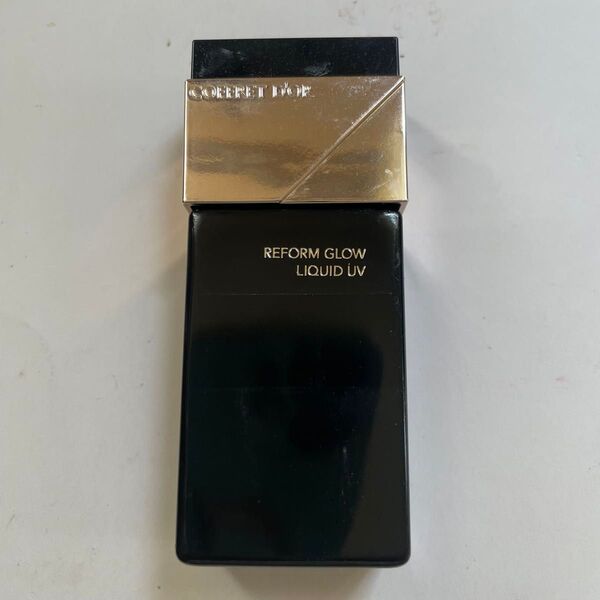 COFFRET D'OR
REFORM GLOW
LIQUID UV